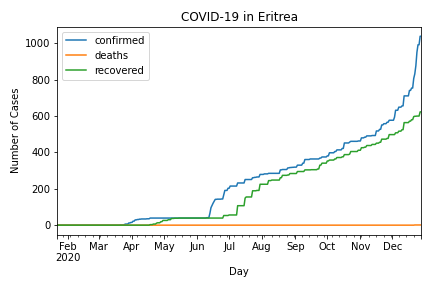 COVID-19 in Eritrea
confirmed
deaths
recovered
Number of Cases
1000
800
600
400
200
0
Feb Mar Apr May Jun Jul Aug Sep Oct Nov Dec
2020
Day